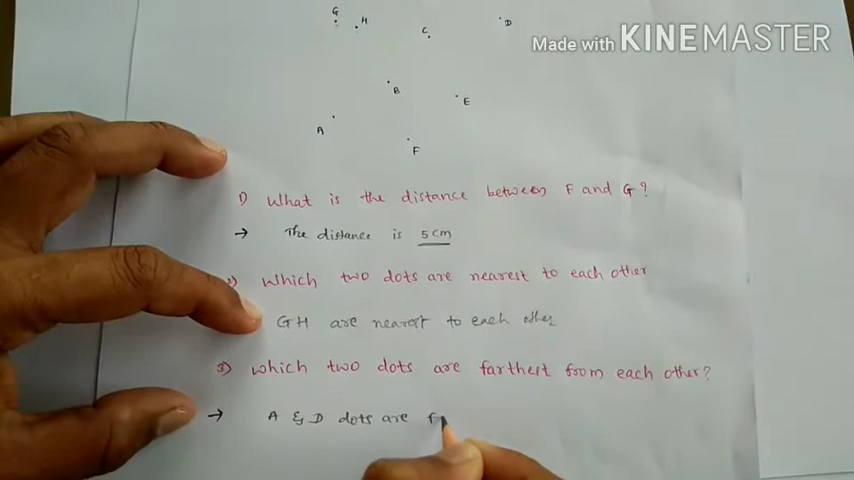 G
H
C
D
Made with KINEMASTER
B
E
A
F
1) What is the distance between F and G?
→ The distance is 5cm
2) Which two dots are nearest to each other
GH are nearest to each other
3) Which two dots are farthest from each other?
→ A & D dots are f